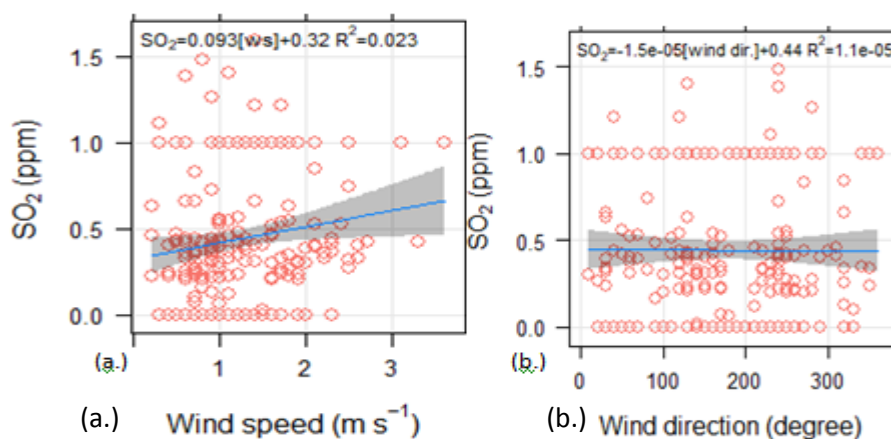 SO₂=0.093[ws]+0.32 R²=0.023
1.5
1.0
0.5
0.0
SO₂ (ppm)
1 2 3
(a.)
(a.) Wind speed (m s⁻¹)
SO₂=-1.5e-05[wind dir.]+0.44 R²=1.1e-05
1.5
1.0
0.5
0.0
SO₂ (ppm)
0 100 200 300
(b.)
(b.) Wind direction (degree)